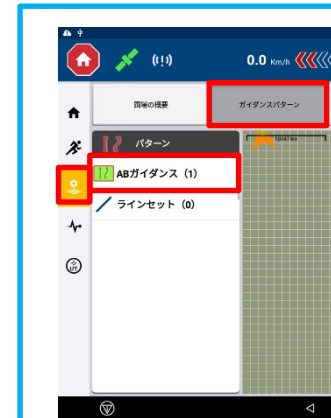 0.0 Km/h
圃場の概要
ガイダンスパターン
パターン
ABガイダンス（1）
ラインセット（0）
UT